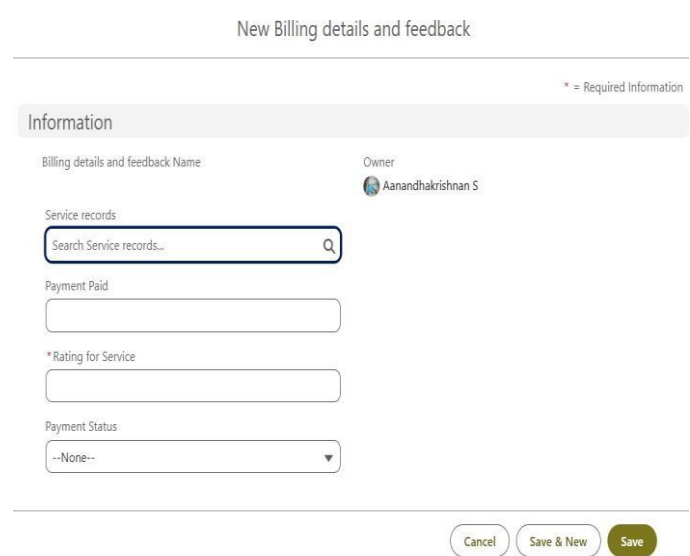 New Billing details and feedback
* = Required Information
Information
Billing details and feedback Name
Owner
Aanandhakrishnan S
Service records
Search Service records...
Payment Paid
*Rating for Service
Payment Status
--None--
Cancel
Save & New
Save